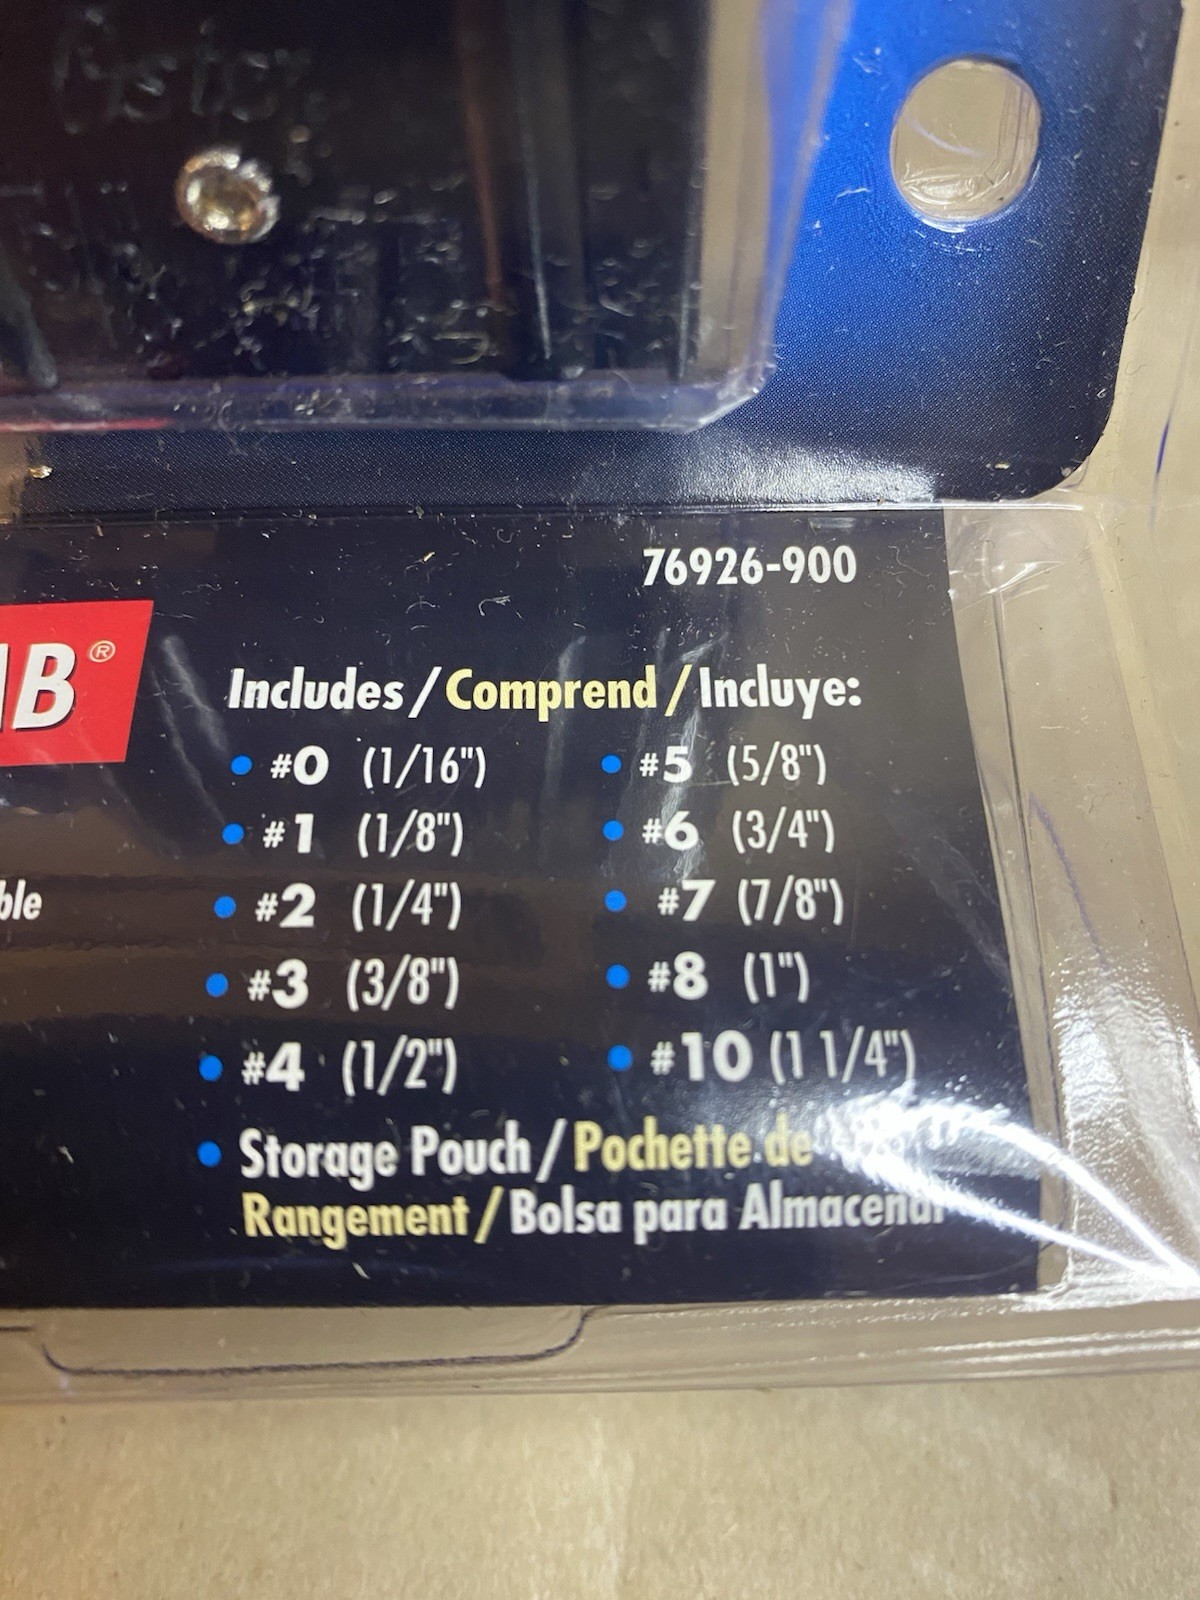 76926-900
AB®
Includes / Comprend / Incluye:
#0 (1/16")
#1 (1/8")
#2 (1/4")
#3 (3/8")
#4 (1/2")
#5 (5/8")
#6 (3/4")
#7 (7/8")
#8 (1")
#10 (1 1/4")
ble
Storage Pouch / Pochette de
Rangement / Bolsa para Almacenar